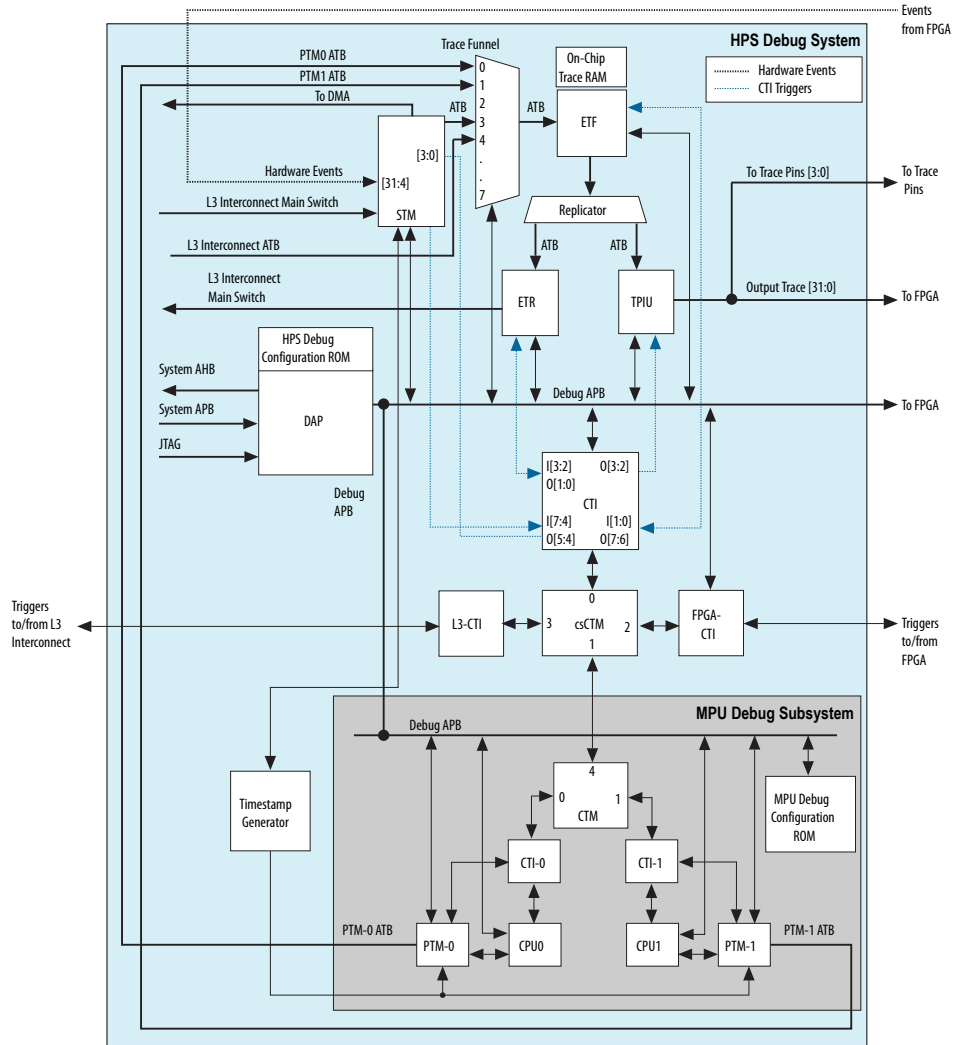 Events
from FPGA
HPS Debug System
PTM0 ATB
Trace Funnel
On-Chip
Trace RAM
Hardware Events
CTI Triggers
0
PTM1 ATB
1
To DMA
2
ATB
3
ATB
ETF
4
[3:0]
.
.
.
7
Hardware Events
[31:4]
To Trace Pins [3:0]
To Trace
Pins
L3 Interconnect Main Switch
STM
Replicator
L3 Interconnect ATB
ATB
ATB
L3 Interconnect
Main Switch
ETR
TPIU
Output Trace [31:0]
To FPGA
HPS Debug
Configuration ROM
System AHB
Debug APB
To FPGA
System APB
DAP
JTAG
Debug
APB
I[3:2]
O[3:2]
O[1:0]
CTI
I[7:4]
I[1:0]
O[5:4]
O[7:6]
Triggers
to/from L3
Interconnect
L3-CTI
0
3
csCTM
2
1
FPGA-
CTI
Triggers
to/from
FPGA
MPU Debug Subsystem
Debug APB
4
0
1
CTM
Timestamp
Generator
MPU Debug
Configuration
ROM
CTI-0
CTI-1
PTM-0 ATB
PTM-0
CPU0
CPU1
PTM-1
PTM-1 ATB